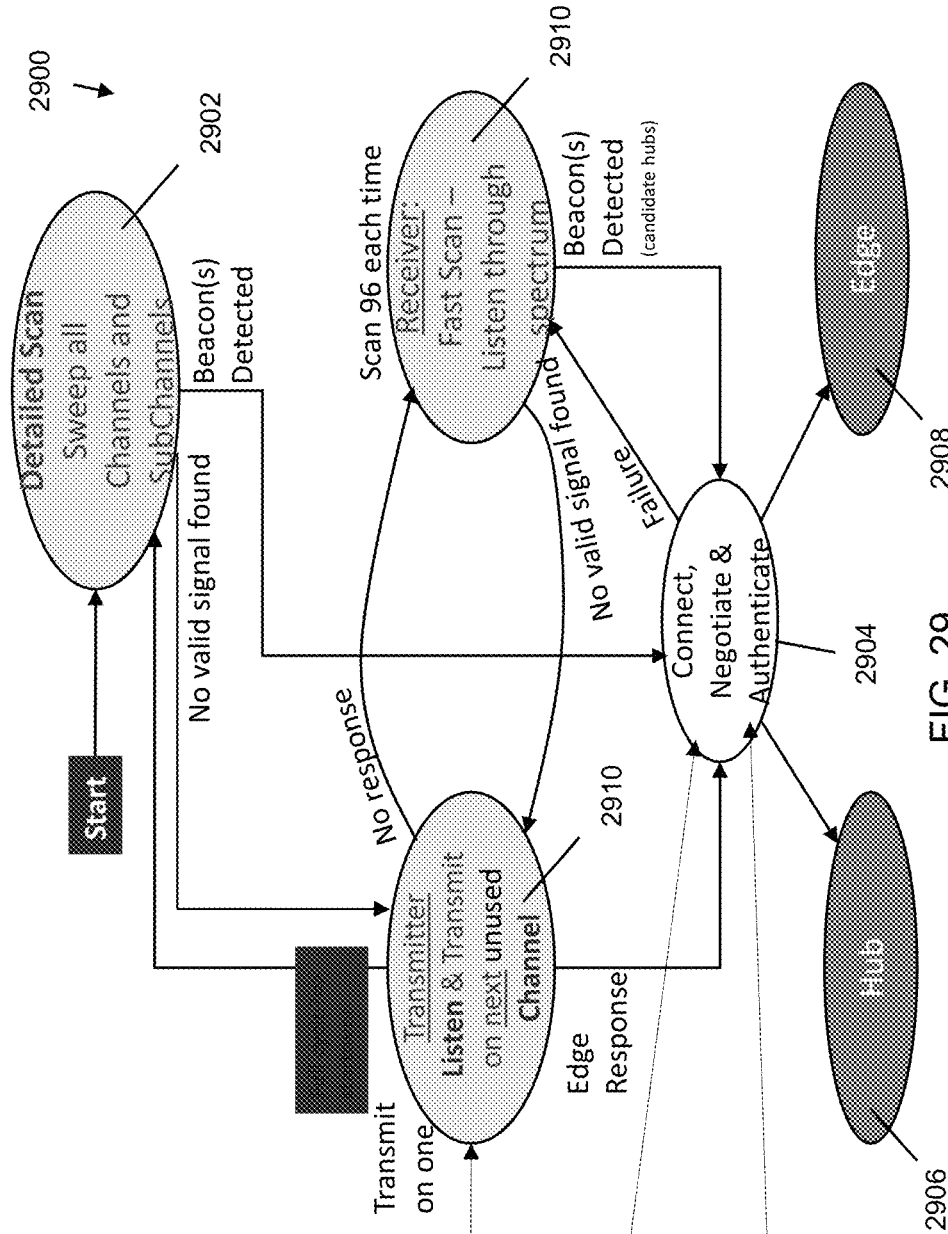 2900
Start
Detailed Scan
Sweep all
Channels and
SubChannels
2902
No valid signal found
Beacon(s)
Detected
Transmit
on one
Transmitter
Listen & Transmit
on next unused
Channel
2910
No response
Scan 96 each time
Receiver:
Fast Scan –
Listen through
spectrum
2910
No valid signal found
Failure
Beacon(s)
Detected
(candidate hubs)
Edge
Response
Connect,
Negotiate &
Authenticate
2904
Hub
2906
Edge
2908
FIG. 29